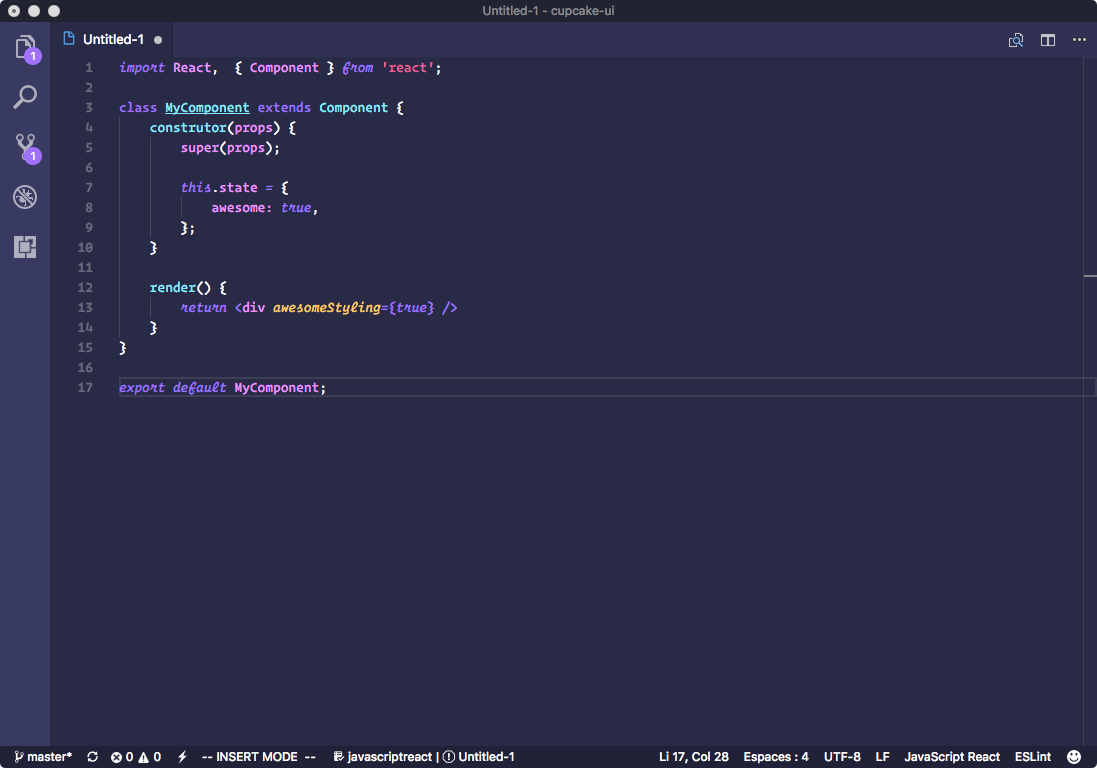 Untitled-1 - cupcake-ui
Untitled-1
1
1
1 import React,  { Component } from 'react';
2
3 class MyComponent extends Component {
4 construtor(props) {
5 super(props);
6
7 this.state = {
8 awesome: true,
9 };
10 }
11
12 render() {
13 return <div awesomeStyling={true} />
14 }
15 }
16
17 export default MyComponent;
master* 0 0 -- INSERT MODE -- javascriptreact | Untitled-1 Li 17, Col 28 Espaces : 4 UTF-8 LF JavaScript React ESLint